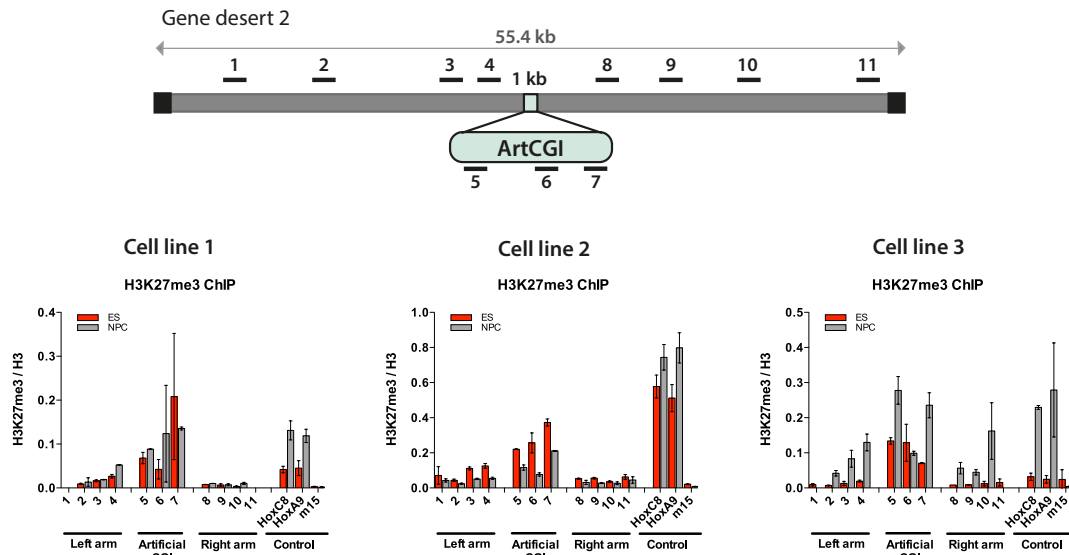 Gene desert 2
55.4 kb
1 2 3 4 8 9 10 11
1 kb
ArtCGI
5 6 7
Cell line 1
H3K27me3 ChIP
ES
NPC
H3K27me3 / H3
0.4
0.3
0.2
0.1
0.0
1 2 3 4 5 6 7 8 9 10 11 HoxC8 HoxA9 m15
Left arm Artificial Right arm Control
Cell line 2
H3K27me3 ChIP
ES
NPC
H3K27me3 / H3
1.0
0.8
0.6
0.4
0.2
0.0
1 2 3 4 5 6 7 8 9 10 11 HoxC8 HoxA9 m15
Left arm Artificial Right arm Control
Cell line 3
H3K27me3 ChIP
ES
NPC
H3K27me3 / H3
0.5
0.4
0.3
0.2
0.1
0.0
1 2 3 4 5 6 7 8 9 10 11 HoxC8 HoxA9 m15
Left arm Artificial Right arm Control